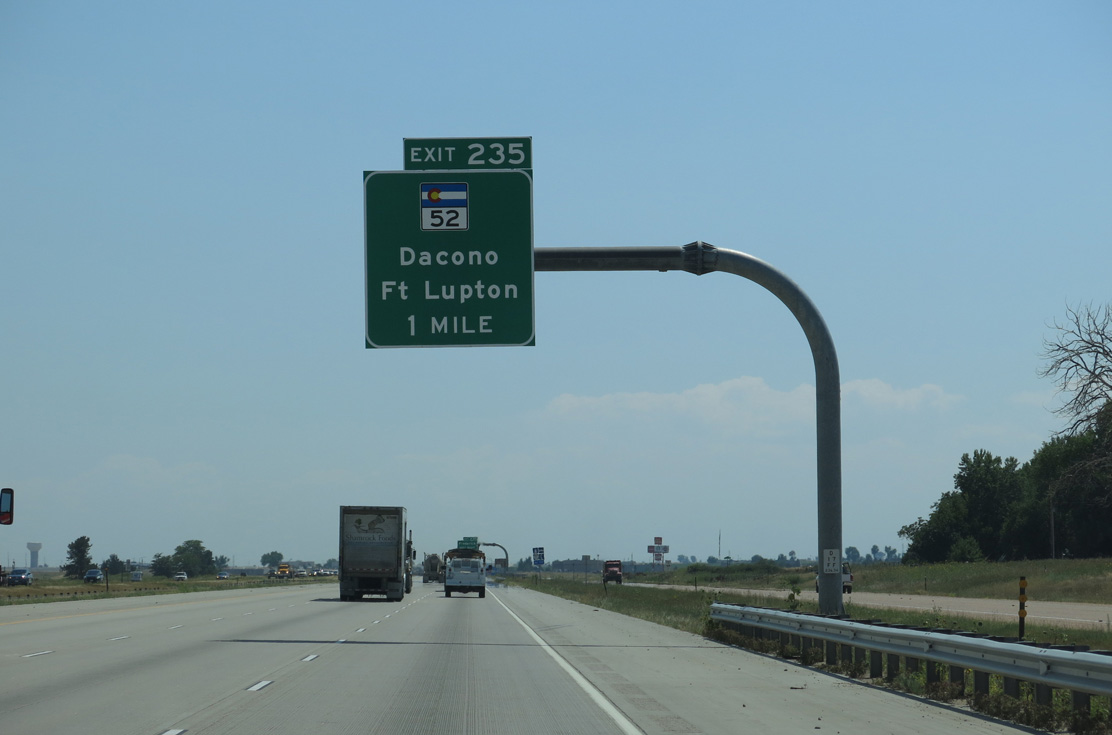 EXIT 235
52
Dacono
Ft Lupton
1 MILE